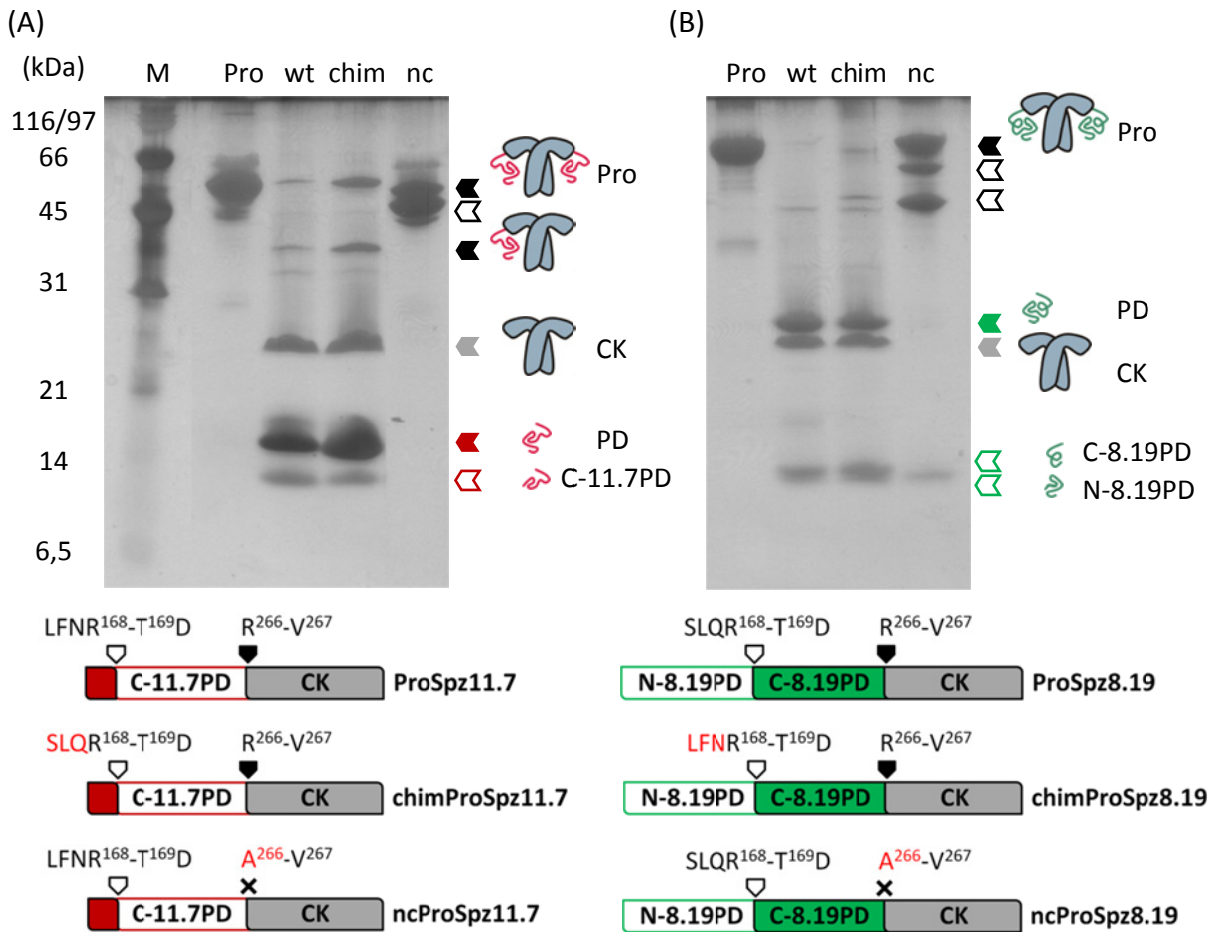 (A)
(kDa) M Pro wt chim nc
116/97
66
45
31
21
14
6,5
Pro
CK
PD
C-11.7PD
LFNR168-T169D R266-V267
C-11.7PD CK ProSpz11.7
SLQR168-T169D R266-V267
C-11.7PD CK chimProSpz11.7
LFNR168-T169D A266-V267
C-11.7PD CK ncProSpz11.7
(B)
Pro wt chim nc
Pro
PD
CK
C-8.19PD
N-8.19PD
SLQR168-T169D R266-V267
N-8.19PD C-8.19PD CK ProSpz8.19
LFNR168-T169D R266-V267
N-8.19PD C-8.19PD CK chimProSpz8.19
SLQR168-T169D A266-V267
N-8.19PD C-8.19PD CK ncProSpz8.19